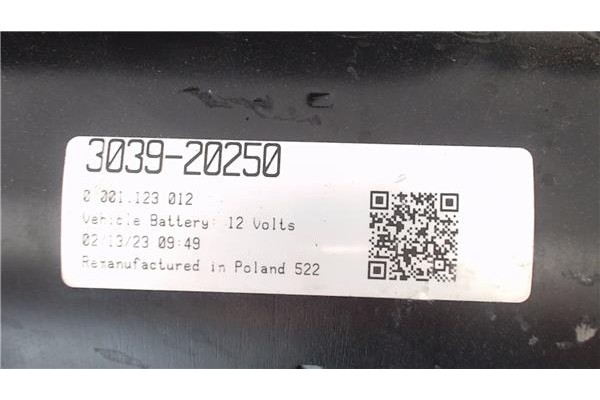 3039-20250
0 001.123 012
Vehicle Battery: 12 Volts
02/13/23 09:49
Remanufactured in Poland 522